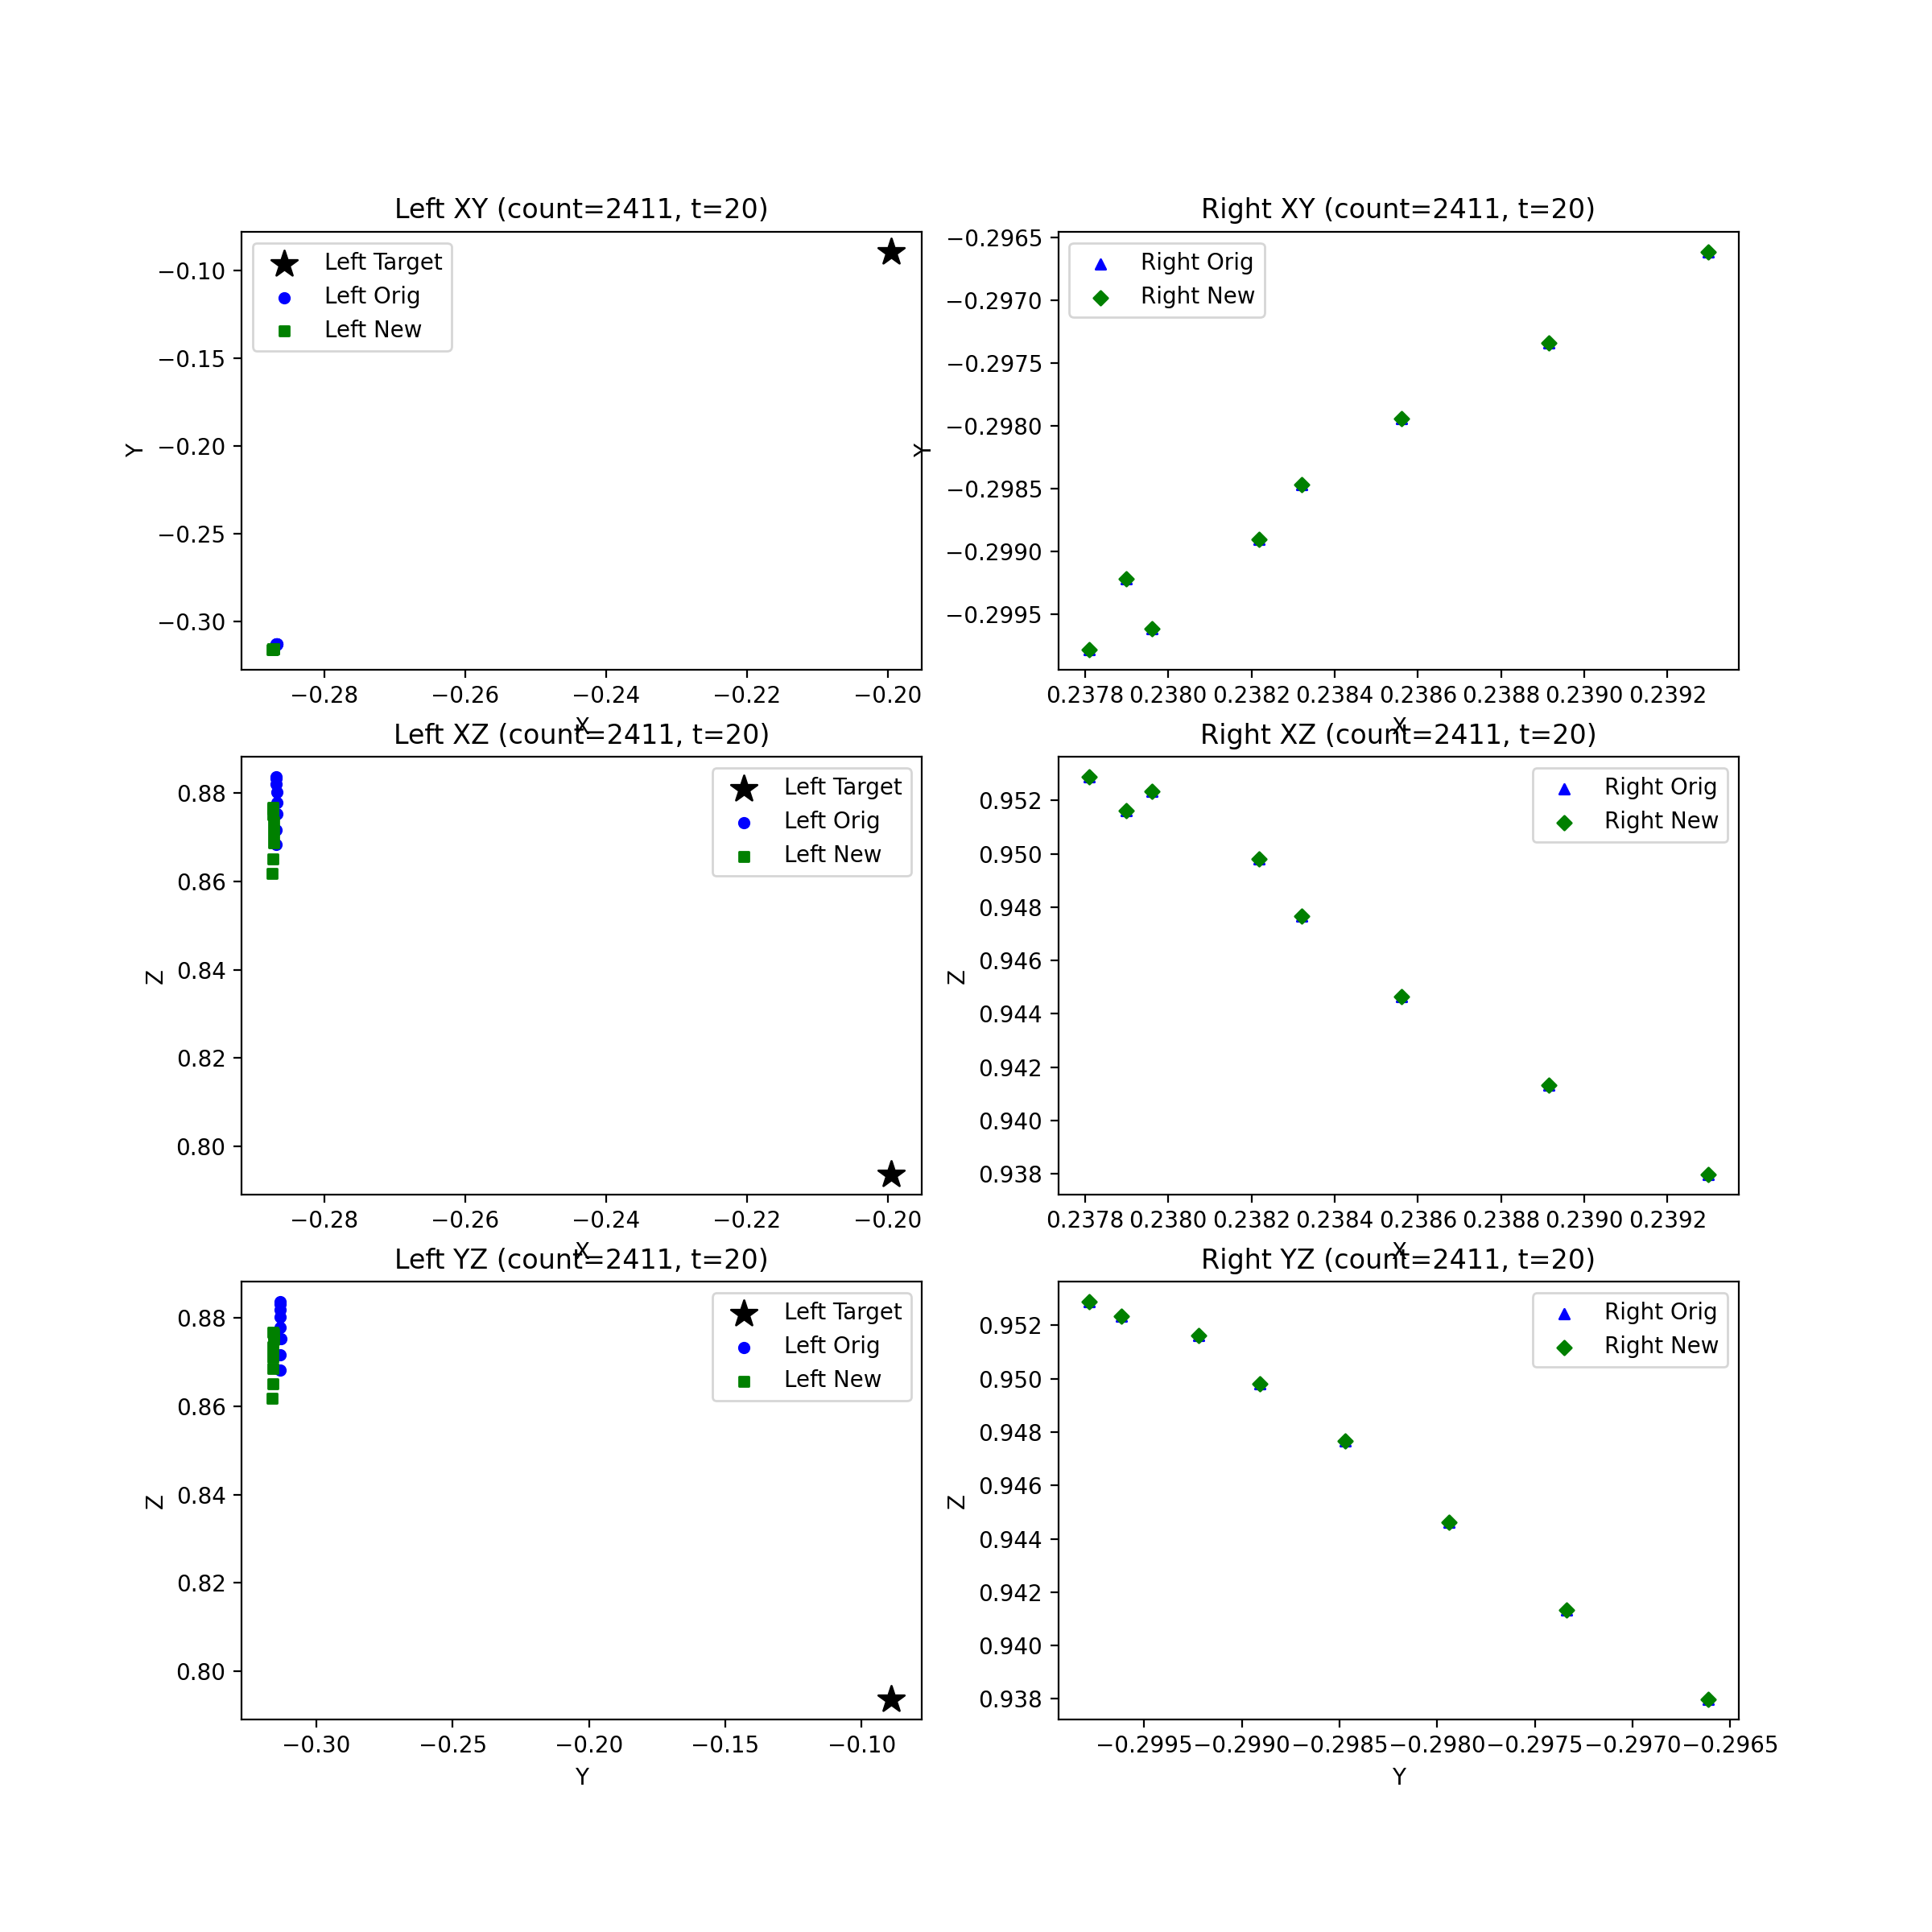 Left XY (count=2411, t=20)
Left Target
Left Orig
Left New
−0.10
−0.15
−0.20
−0.25
−0.30
Y
−0.28 −0.26 −0.24 −0.22 −0.20
X
Right XY (count=2411, t=20)
Right Orig
Right New
−0.2965
−0.2970
−0.2975
−0.2980
−0.2985
−0.2990
−0.2995
Y
0.2378 0.2380 0.2382 0.2384 0.2386 0.2388 0.2390 0.2392
X
Left XZ (count=2411, t=20)
Left Target
Left Orig
Left New
0.88
0.86
0.84
0.82
0.80
Z
−0.28 −0.26 −0.24 −0.22 −0.20
X
Right XZ (count=2411, t=20)
Right Orig
Right New
0.952
0.950
0.948
0.946
0.944
0.942
0.940
0.938
Z
0.2378 0.2380 0.2382 0.2384 0.2386 0.2388 0.2390 0.2392
X
Left YZ (count=2411, t=20)
Left Target
Left Orig
Left New
0.88
0.86
0.84
0.82
0.80
Z
−0.30 −0.25 −0.20 −0.15 −0.10
Y
Right YZ (count=2411, t=20)
Right Orig
Right New
0.952
0.950
0.948
0.946
0.944
0.942
0.940
0.938
Z
−0.2995 −0.2990 −0.2985 −0.2980 −0.2975 −0.2970 −0.2965
Y